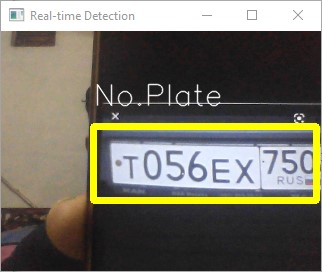 Real-time Detection
No.Plate
T056EX 750
RUS